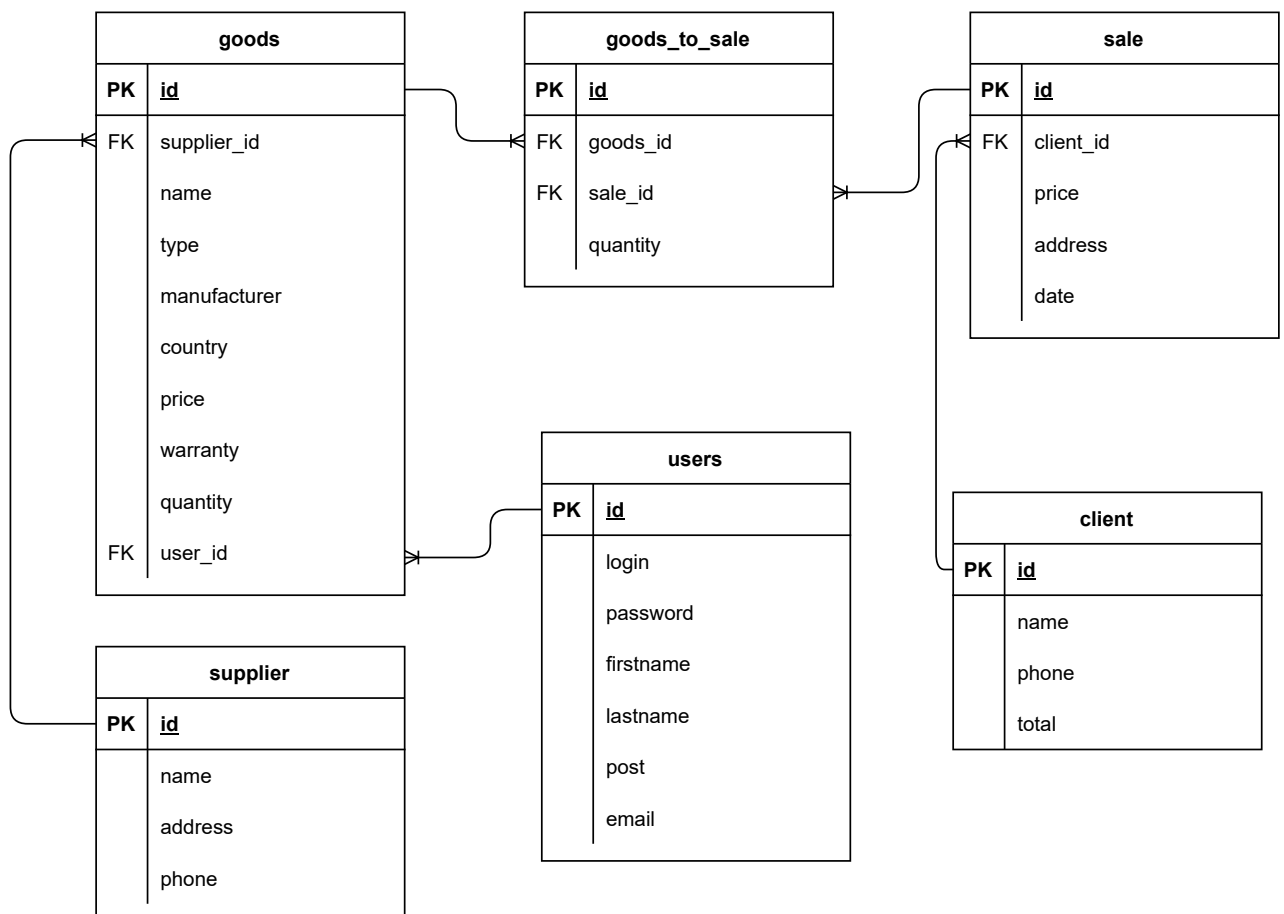 goods
PK id
FK supplier_id
name
type
manufacturer
country
price
warranty
quantity
FK user_id
goods_to_sale
PK id
FK goods_id
FK sale_id
quantity
sale
PK id
FK client_id
price
address
date
users
PK id
login
password
firstname
lastname
post
email
client
PK id
name
phone
total
supplier
PK id
name
address
phone